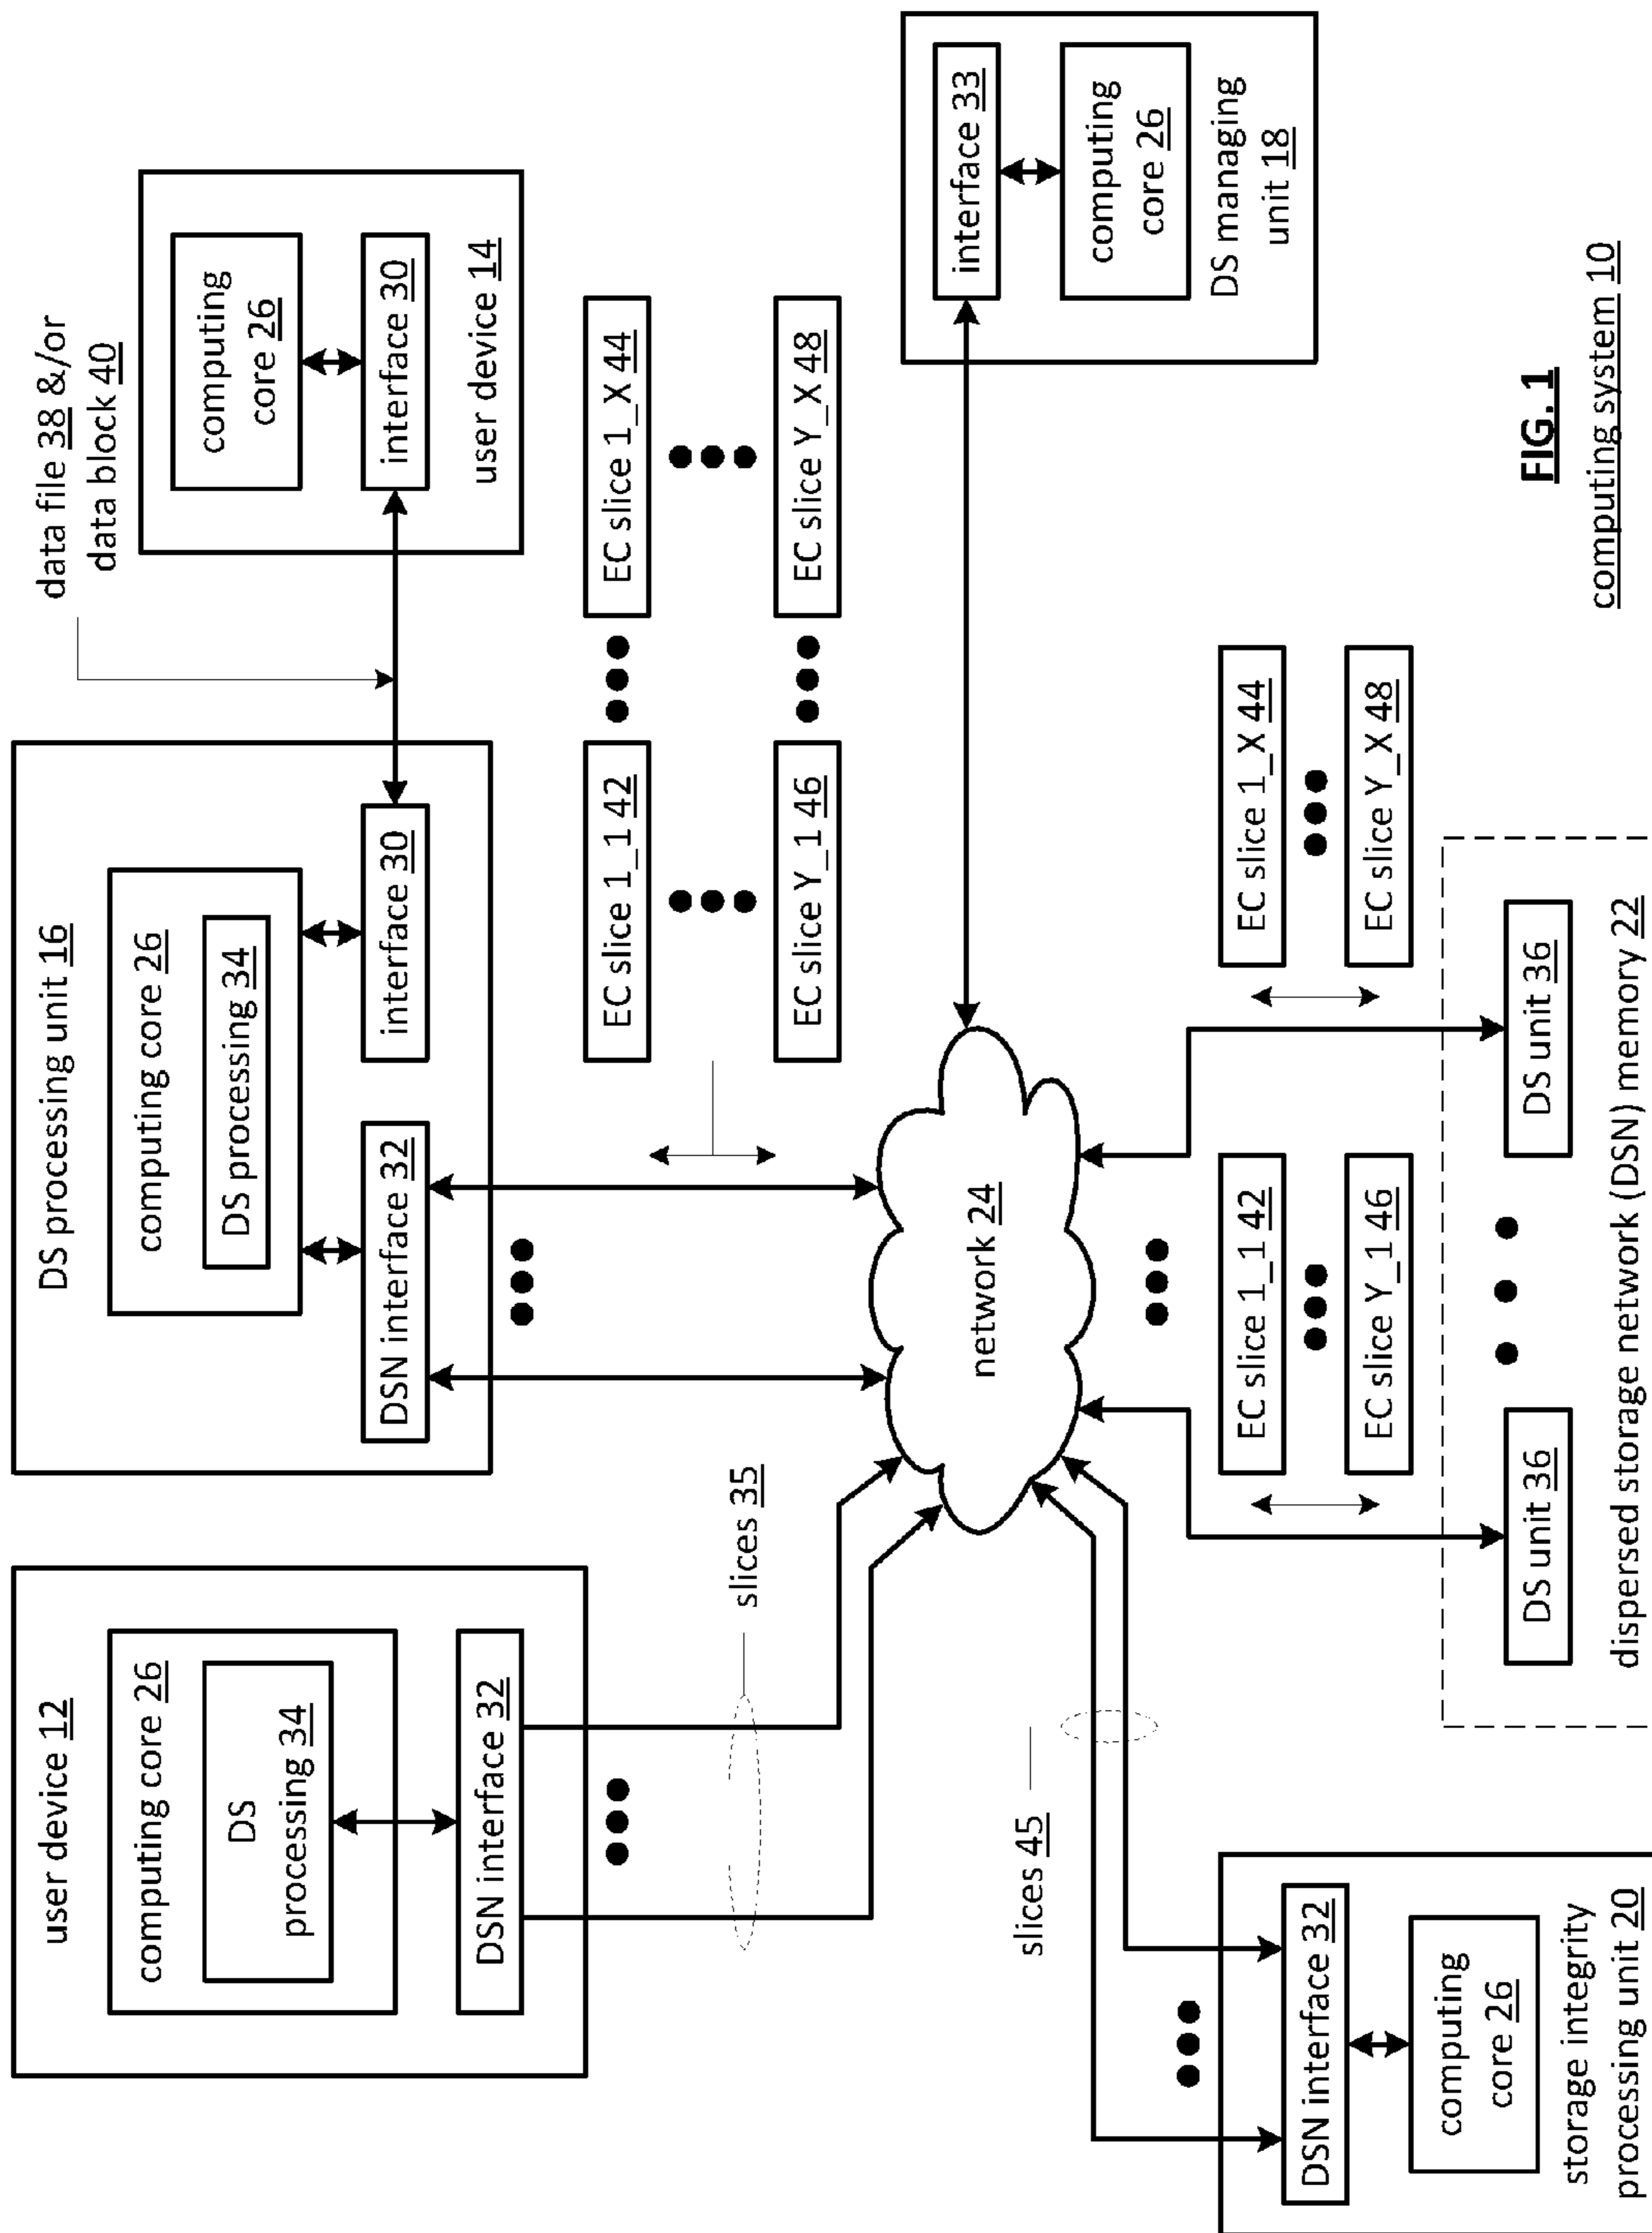 user device 12
computing core 26
DS
processing 34
DSN interface 32
slices 35
DS processing unit 16
computing core 26
DS processing 34
DSN interface 32
interface 30
data file 38 &/or
data block 40
computing
core 26
interface 30
user device 14
EC slice 1_1 42
EC slice 1_X 44
EC slice Y_1 46
EC slice Y_X 48
network 24
interface 33
computing
core 26
DS managing
unit 18
slices 45
DSN interface 32
computing
core 26
storage integrity
processing unit 20
EC slice 1_1 42
EC slice Y_1 46
EC slice 1_X 44
EC slice Y_X 48
DS unit 36
DS unit 36
dispersed storage network (DSN) memory 22
FIG. 1
computing system 10